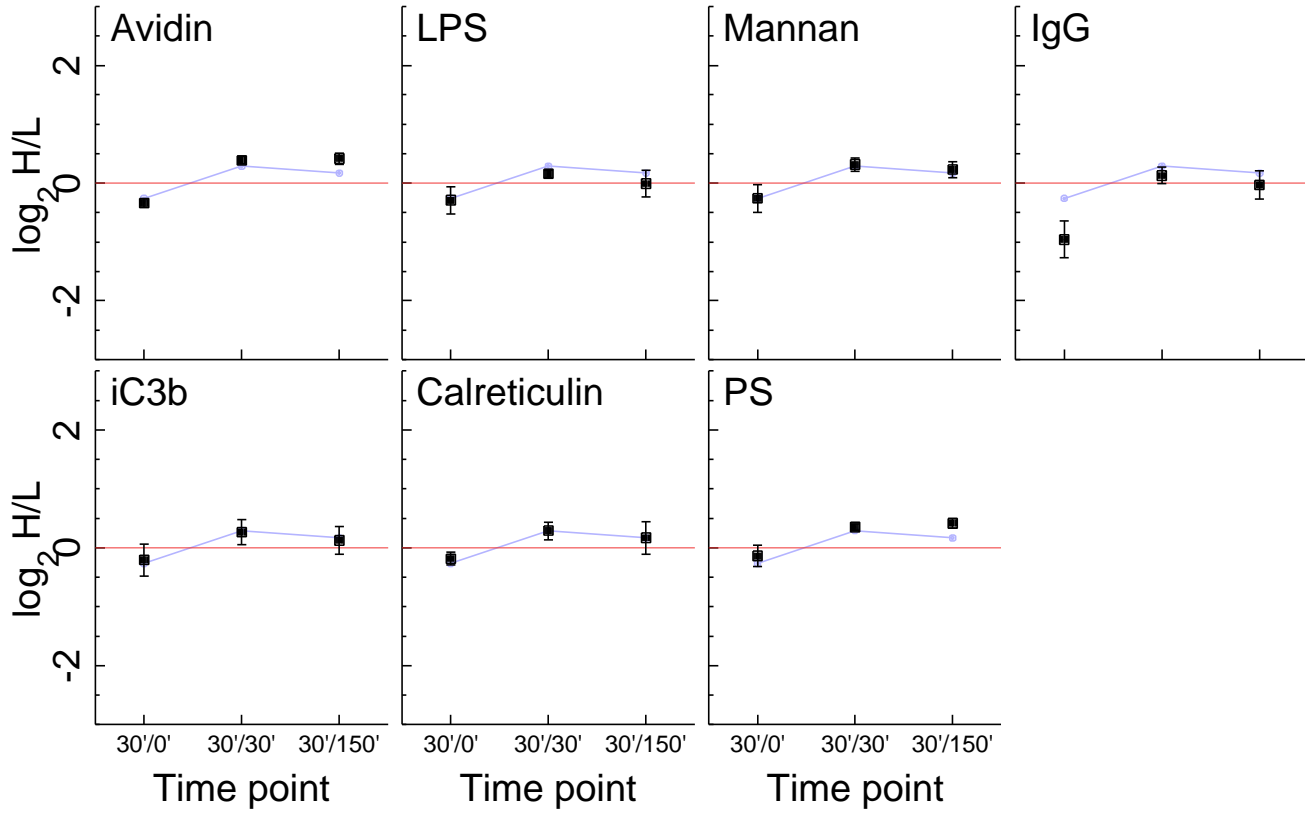 Avidin LPS Mannan IgG
2
0
-2
log2 H/L
iC3b Calreticulin PS
2
0
-2
log2 H/L
30'/0' 30'/30' 30'/150' 30'/0' 30'/30' 30'/150' 30'/0' 30'/30' 30'/150'
Time point Time point Time point